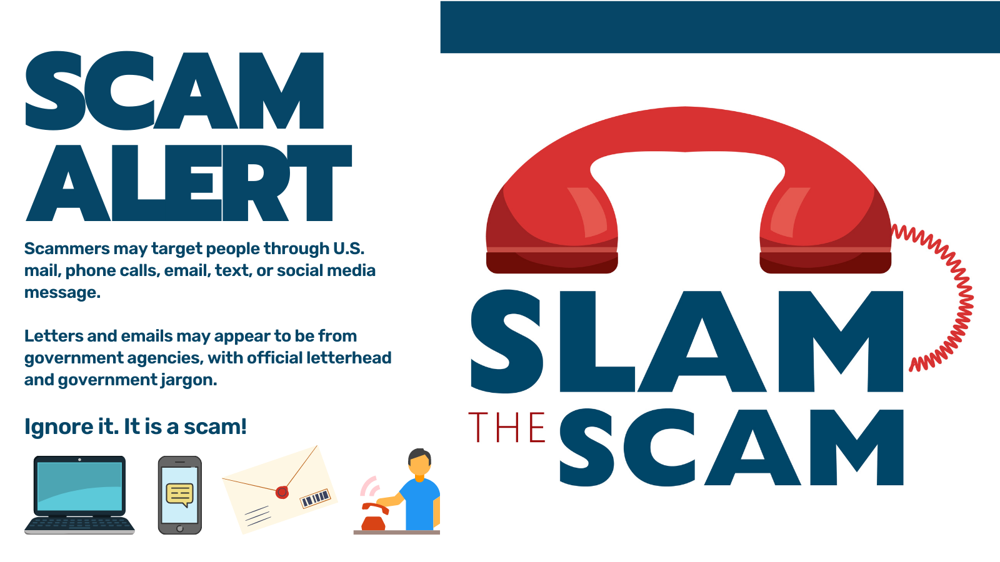 SCAM
ALERT
Scammers may target people through U.S.
mail, phone calls, email, text, or social media
message.
Letters and emails may appear to be from
government agencies, with official letterhead
and government jargon.
Ignore it. It is a scam!
SLAM
THE SCAM